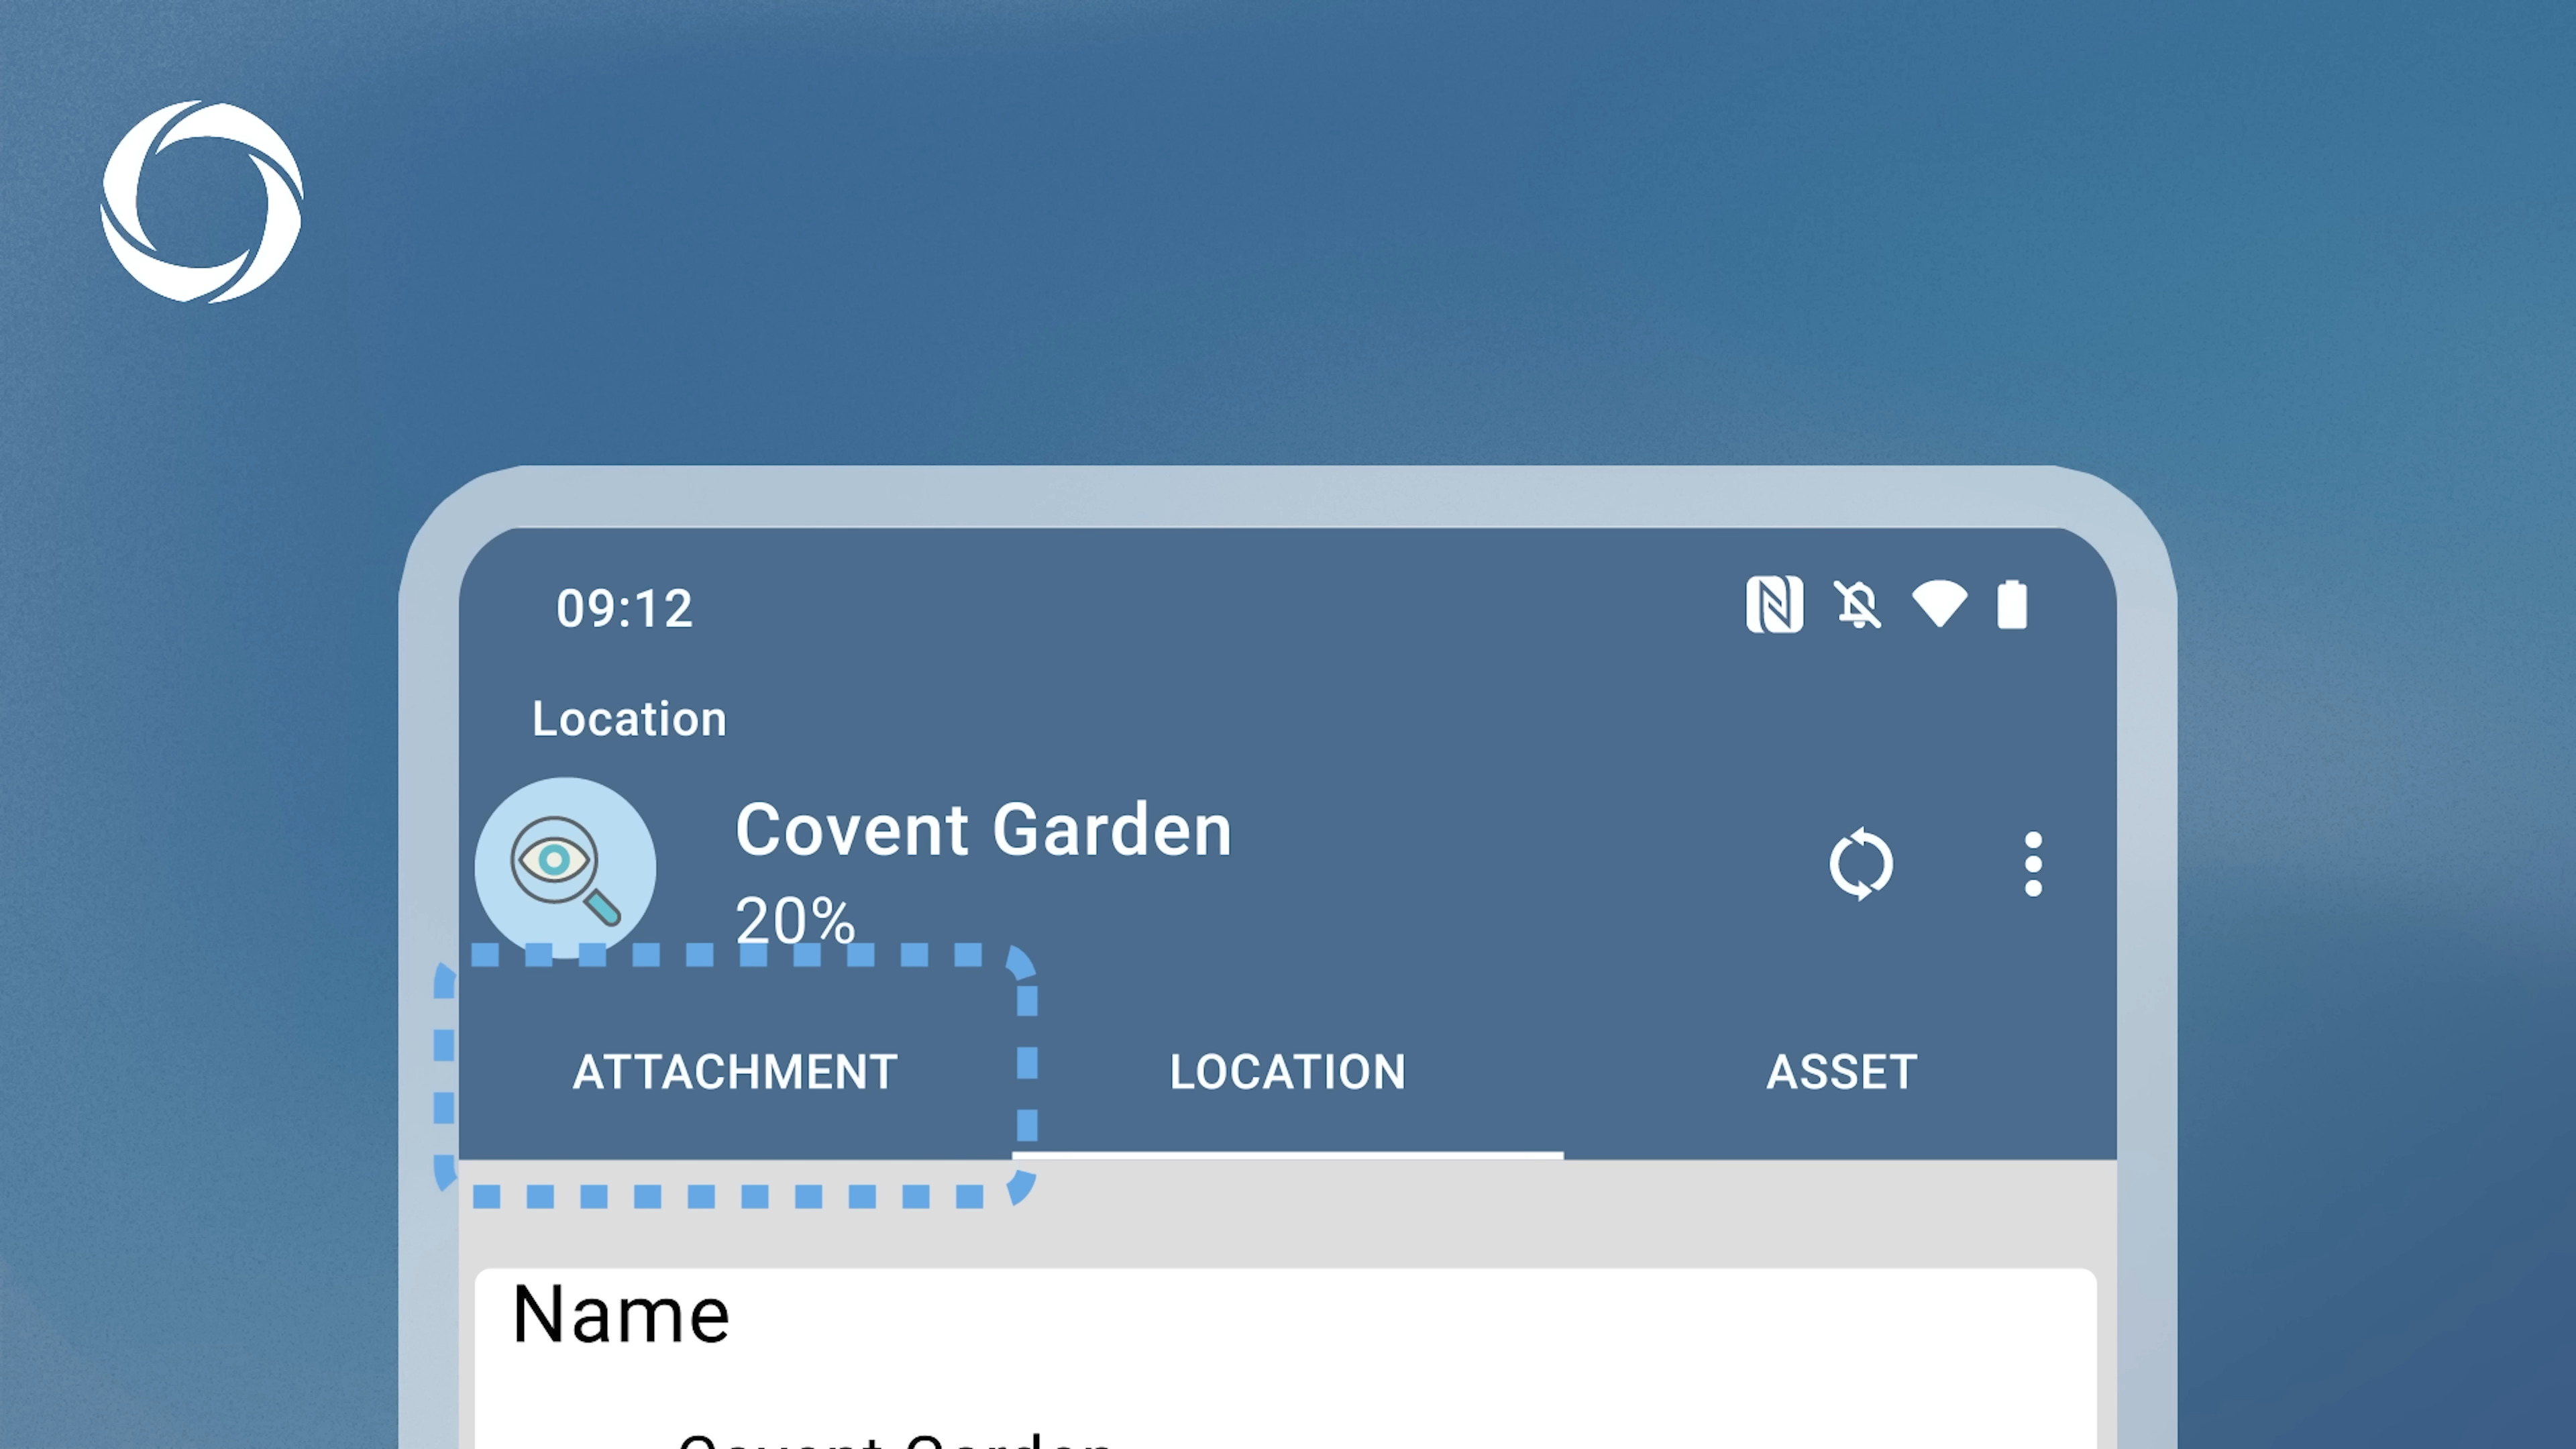 09:12
Location
Covent Garden
20%
ATTACHMENT
LOCATION
ASSET
Name
Covent Garden